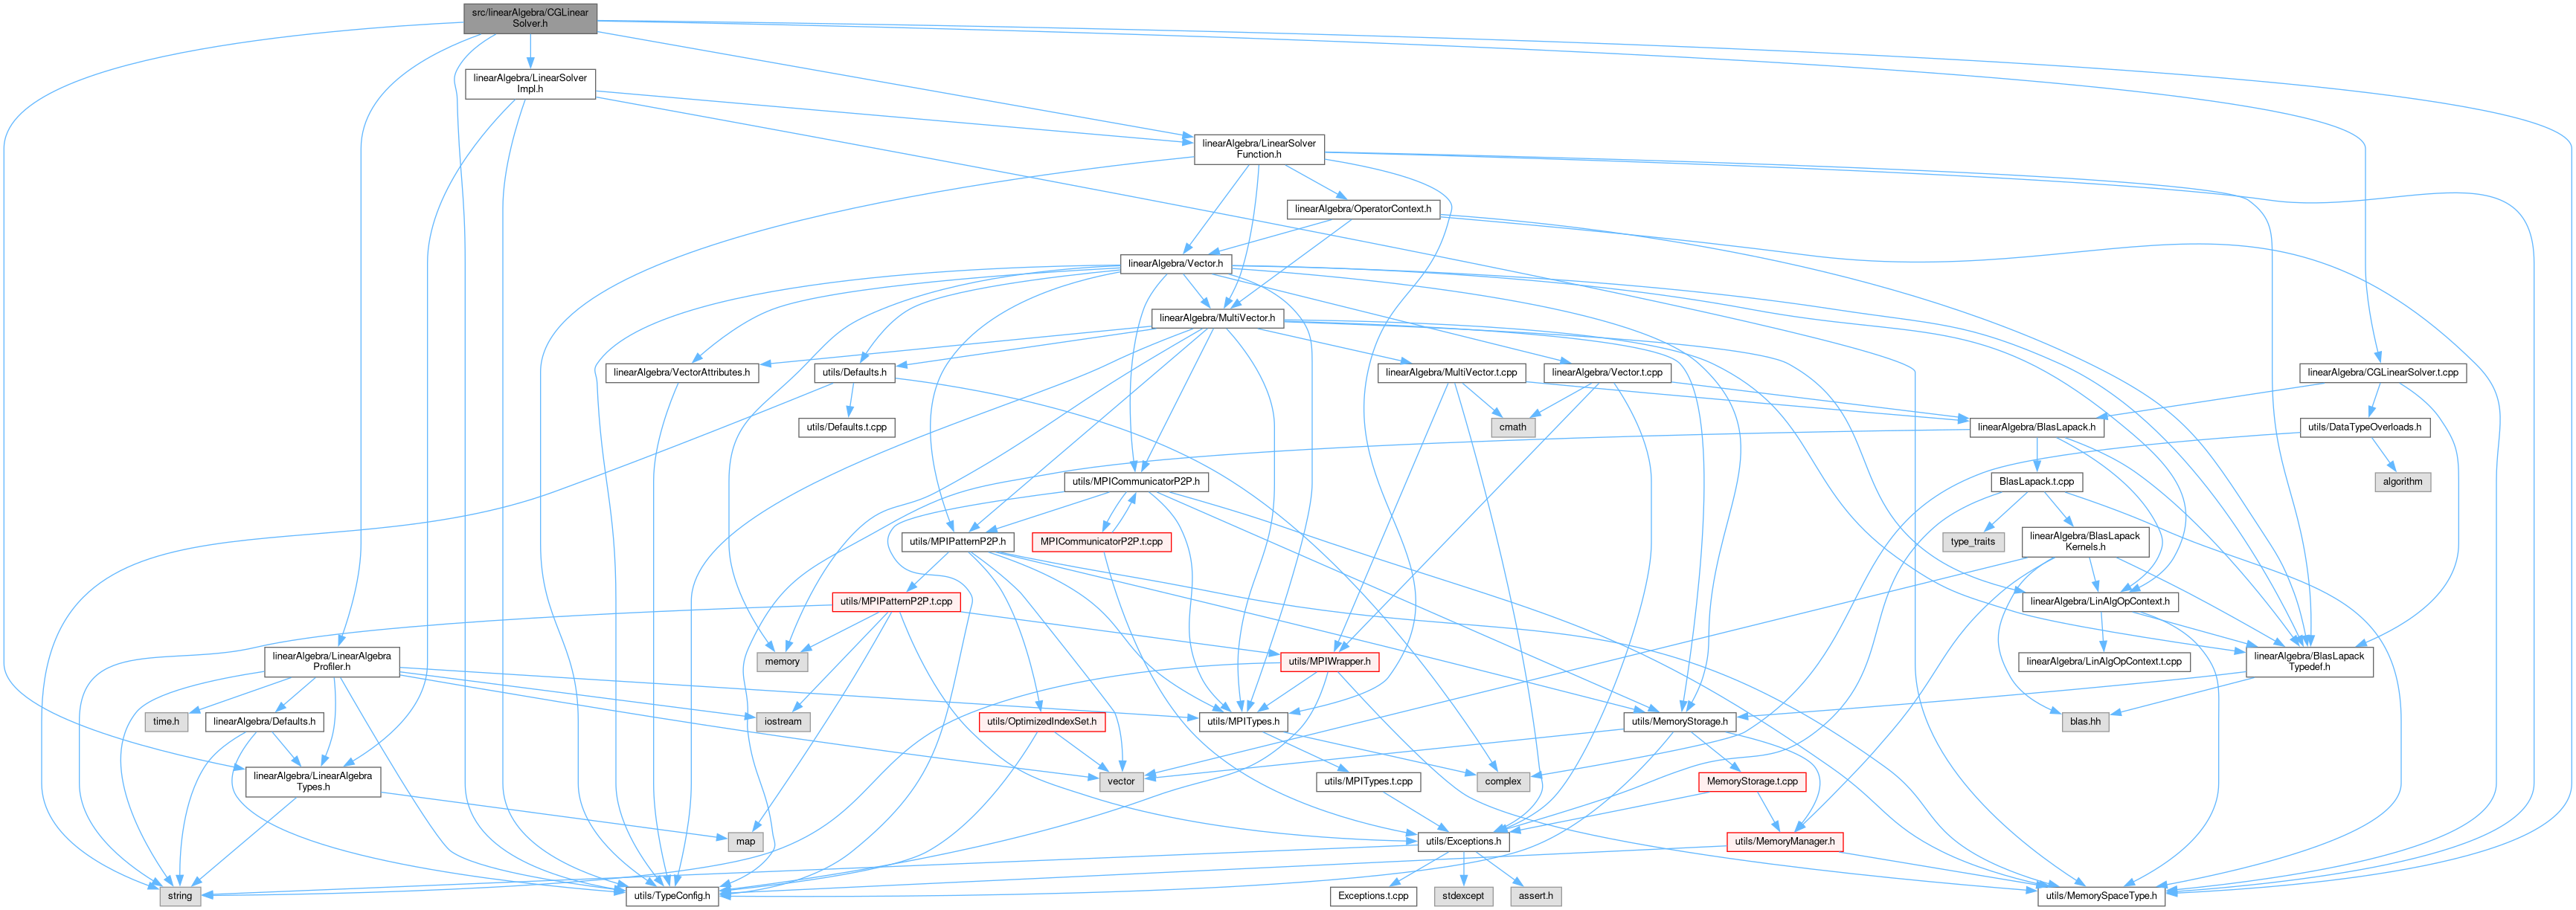 src/linearAlgebra/CGLinear
Solver.h
linearAlgebra/LinearSolver
Impl.h
linearAlgebra/LinearSolver
Function.h
linearAlgebra/OperatorContext.h
linearAlgebra/Vector.h
linearAlgebra/MultiVector.h
linearAlgebra/VectorAttributes.h
utils/Defaults.h
linearAlgebra/MultiVector.t.cpp
linearAlgebra/Vector.t.cpp
linearAlgebra/CGLinearSolver.t.cpp
utils/Defaults.t.cpp
cmath
linearAlgebra/BlasLapack.h
utils/DataTypeOverloads.h
utils/MPICommunicatorP2P.h
BlasLapack.t.cpp
algorithm
utils/MPIPatternP2P.h
MPICommunicatorP2P.t.cpp
type_traits
linearAlgebra/BlasLapack
Kernels.h
utils/MPIPatternP2P.t.cpp
linearAlgebra/LinAlgOpContext.h
linearAlgebra/LinearAlgebra
Profiler.h
memory
utils/MPIWrapper.h
linearAlgebra/LinAlgOpContext.t.cpp
linearAlgebra/BlasLapack
Typedef.h
time.h
linearAlgebra/Defaults.h
iostream
utils/OptimizedIndexSet.h
utils/MPITypes.h
utils/MemoryStorage.h
blas.hh
linearAlgebra/LinearAlgebra
Types.h
vector
utils/MPITypes.t.cpp
complex
MemoryStorage.t.cpp
map
utils/Exceptions.h
utils/MemoryManager.h
string
utils/TypeConfig.h
Exceptions.t.cpp
stdexcept
assert.h
utils/MemorySpaceType.h